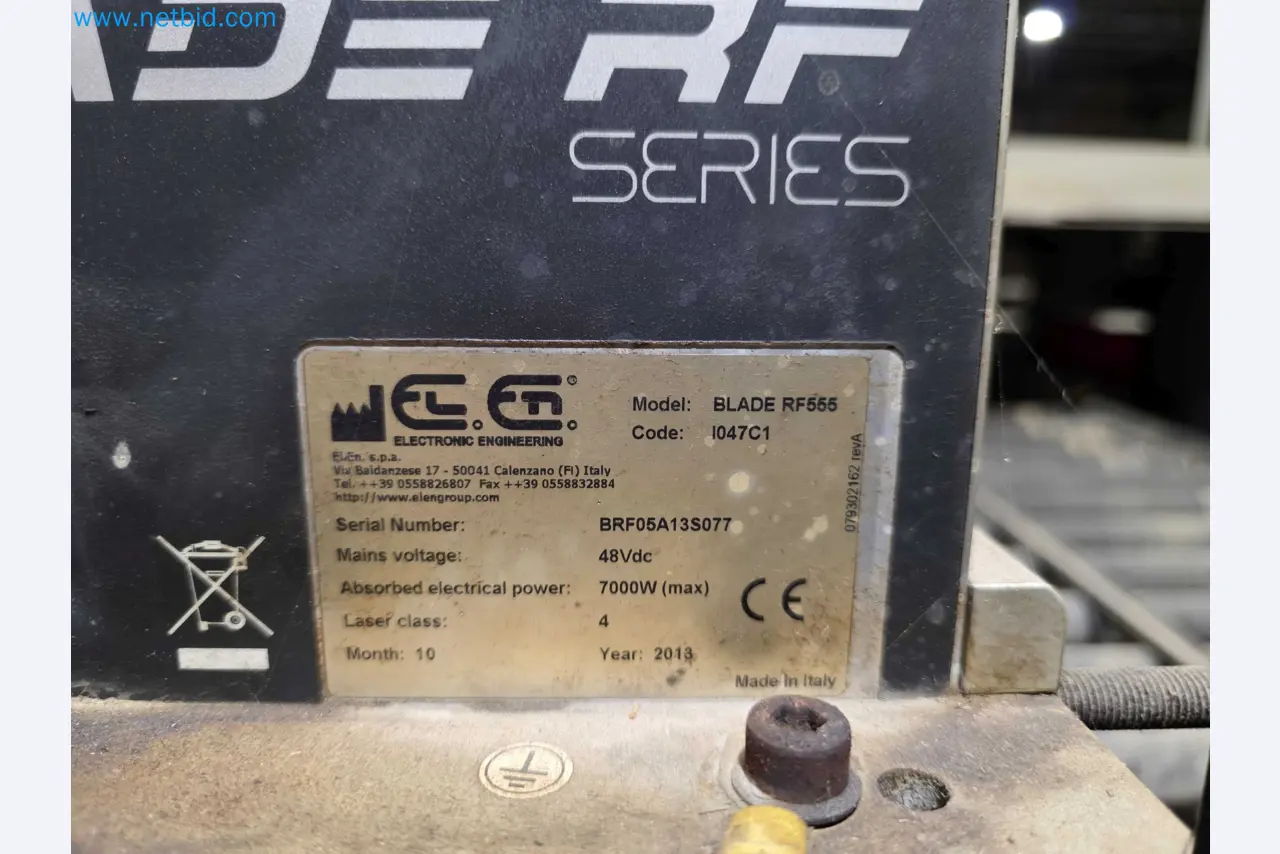 www.netbid.com
ADE RF
SERIES
EL.En.®
ELECTRONIC ENGINEERING
El.En. s.p.a.
Via Baldanzese 17 - 50041 Calenzano (FI) Italy
Tel. ++39 0558826807 Fax ++39 0558832884
http://www.elengroup.com
Model: BLADE RF555
Code: I047C1
079302162 revA
Serial Number: BRF05A13S077
Mains voltage: 48Vdc
Absorbed electrical power: 7000W (max)
CE
Laser class: 4
Month: 10 Year: 2013
Made in Italy